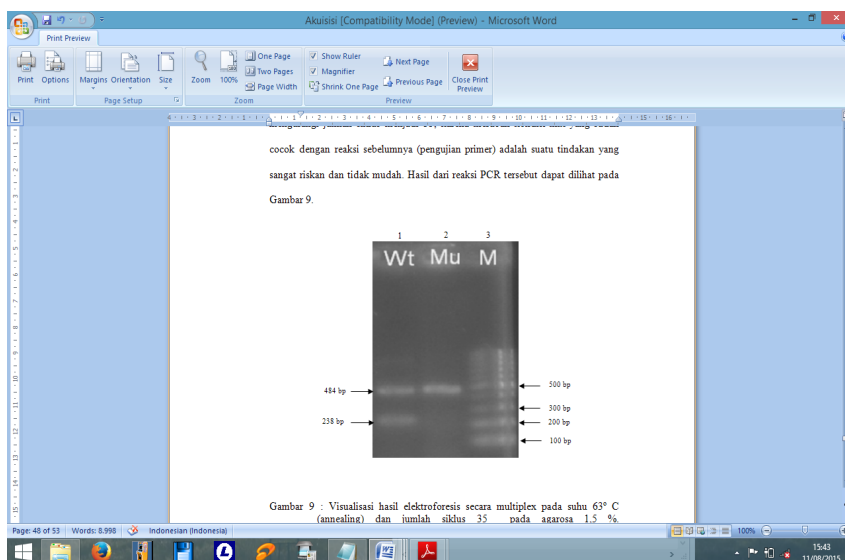 Akuisisi [Compatibility Mode] (Preview) - Microsoft Word
Print Preview
Print Options Margins Orientation Size Zoom 100% One Page Two Pages Page Width
Show Ruler Magnifier Shrink One Page Next Page Previous Page Close Print Preview
Print Page Setup Zoom Preview
cocok dengan reaksi sebelumnya (pengujian primer) adalah suatu tindakan yang
sangat riskan dan tidak mudah. Hasil dari reaksi PCR tersebut dapat dilihat pada
Gambar 9.
1 2 3
Wt Mu M
484 bp
238 bp
500 bp
300 bp
200 bp
100 bp
Gambar 9 : Visualisasi hasil elektroforesis secara multiplex pada suhu 63° C
(annealing) dan jumlah siklus 35 pada agarosa 1,5 %.
Page: 48 of 53 Words: 8.998 Indonesian (Indonesia) 100%
15:43
11/08/2015